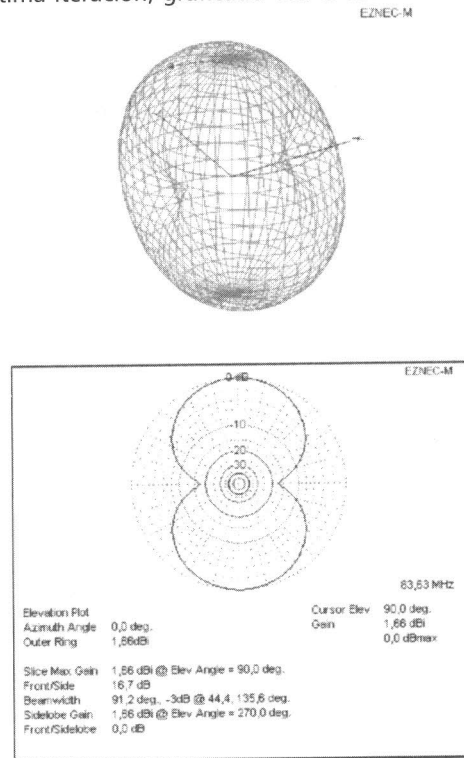 EZNEC-M
EZNEC-M
0 dB
-10
-20
-30
83,63 MHz
Elevation Plot
Azimuth Angle 0,0 deg.
Outer Ring 1,66dBi
Cursor Elev 90,0 deg.
Gain 1,66 dBi
0,0 dBmax
Slice Max Gain 1,66 dBi @ Elev Angle = 90,0 deg.
Front/Side 16,7 dB
Beamwidth 91,2 deg., -3dB @ 44,4, 135,6 deg.
Sidelobe Gain 1,66 dBi @ Elev Angle = 270,0 deg.
Front/Sidelobe 0,0 dB